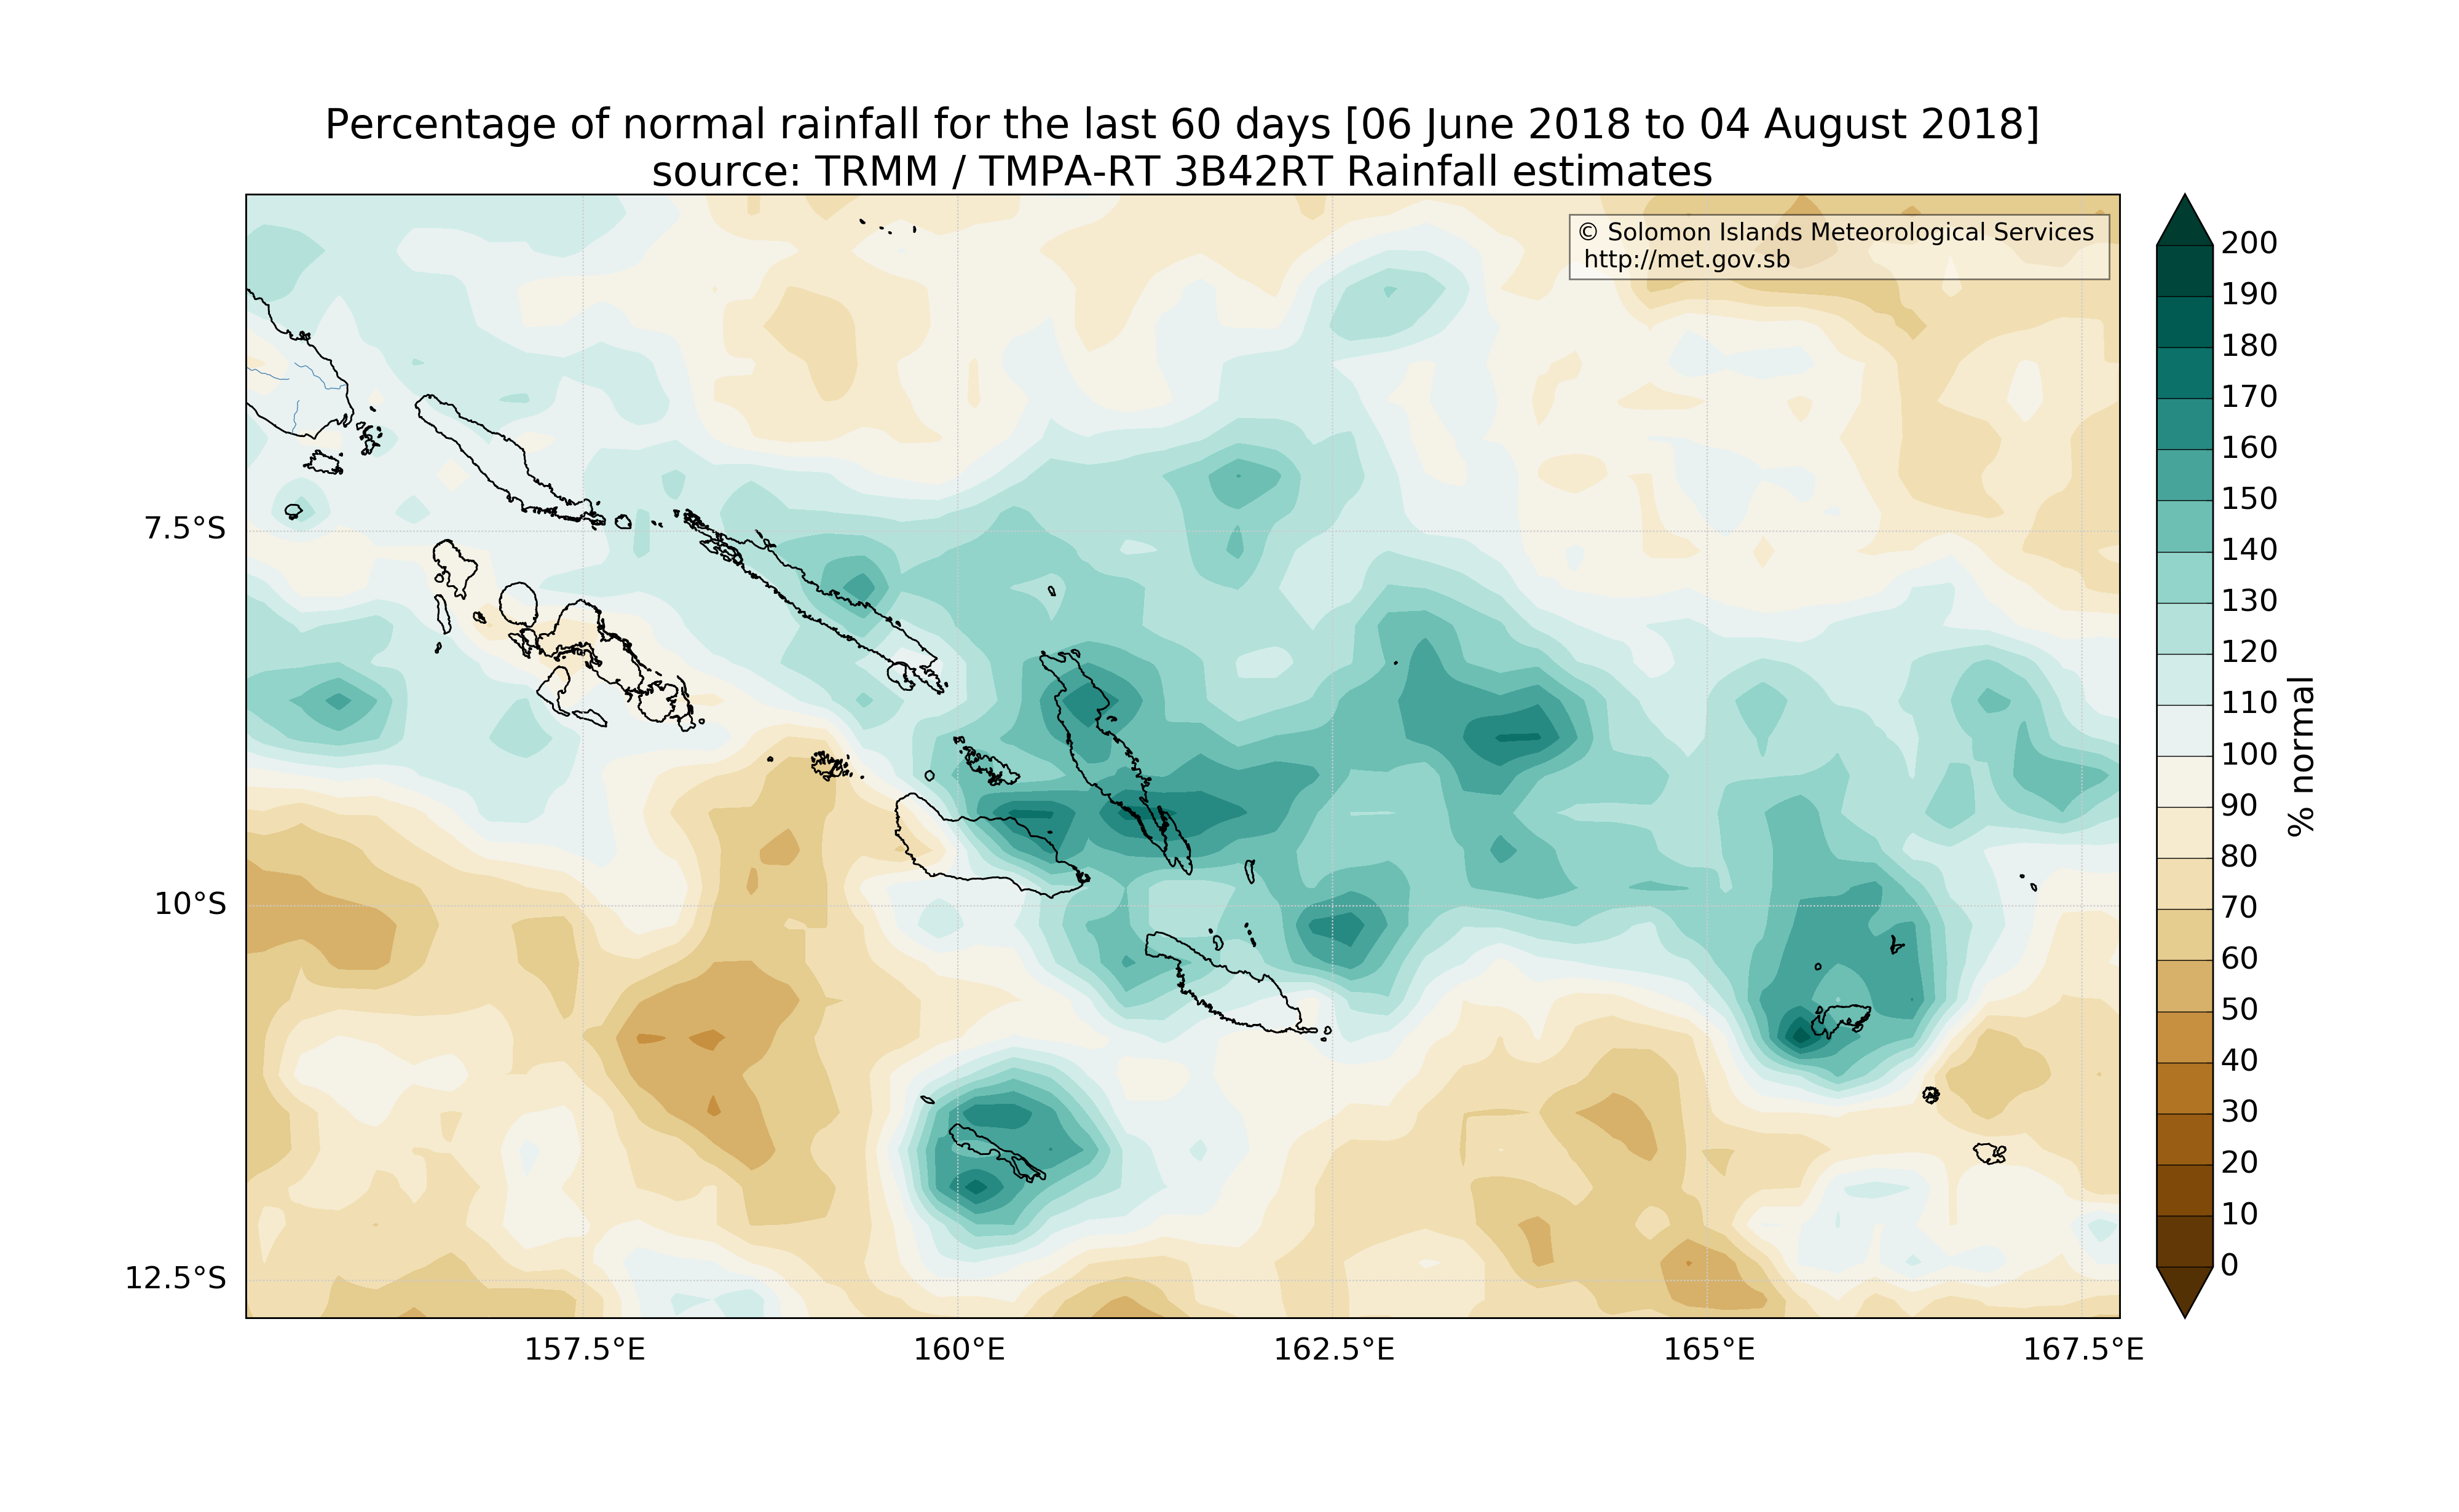 Percentage of normal rainfall for the last 60 days [06 June 2018 to 04 August 2018]
source: TRMM / TMPA-RT 3B42RT Rainfall estimates
© Solomon Islands Meteorological Services
http://met.gov.sb
7.5°S
10°S
12.5°S
157.5°E
160°E
162.5°E
165°E
167.5°E
200
190
180
170
160
150
140
130
120
110
100
90
80
70
60
50
40
30
20
10
0
% normal